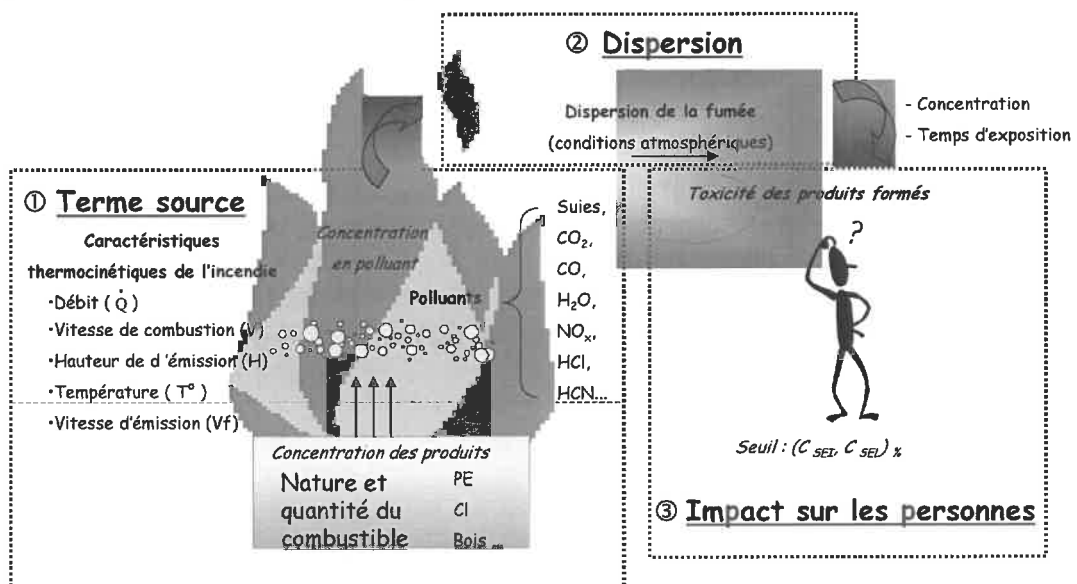 ② Dispersion
Dispersion de la fumée
(conditions atmosphériques)
- Concentration
- Temps d'exposition
① Terme source
Caractéristiques
thermocinétiques de l'incendie
•Débit ( Q̇ )
•Vitesse de combustion (V)
•Hauteur de d 'émission (H)
•Température ( T° )
•Vitesse d'émission (Vf)
Concentration
en polluant
Polluants
Suies,
CO₂,
CO,
H₂O,
NOₓ,
HCl,
HCN...
Concentration des produits
Nature et
quantité du
combustible
PE
Cl
Bois ...
Toxicité des produits formés
?
Seuil : (C SEI, C SEL) %
③ Impact sur les personnes